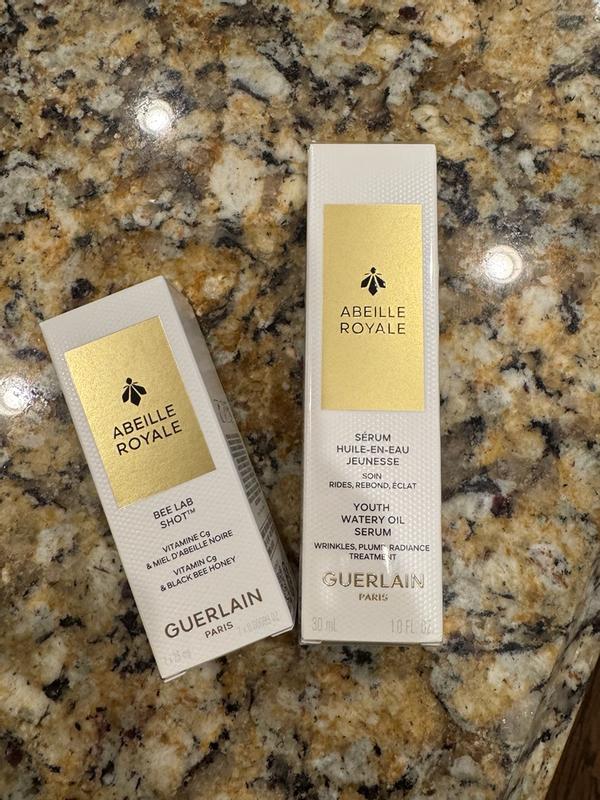 ABEILLE
ROYALE
BEE LAB
SHOT™
VITAMINE Cg
& MIEL D'ABEILLE NOIRE
VITAMIN Cg
& BLACK BEE HONEY
GUERLAIN
PARIS
ABEILLE
ROYALE
SÉRUM
HUILE-EN-EAU
JEUNESSE
SOIN
RIDES, REBOND, ÉCLAT
YOUTH
WATERY OIL
SERUM
WRINKLES, PLUMP, RADIANCE
TREATMENT
GUERLAIN
PARIS
30 mL 1.0 FL. OZ.